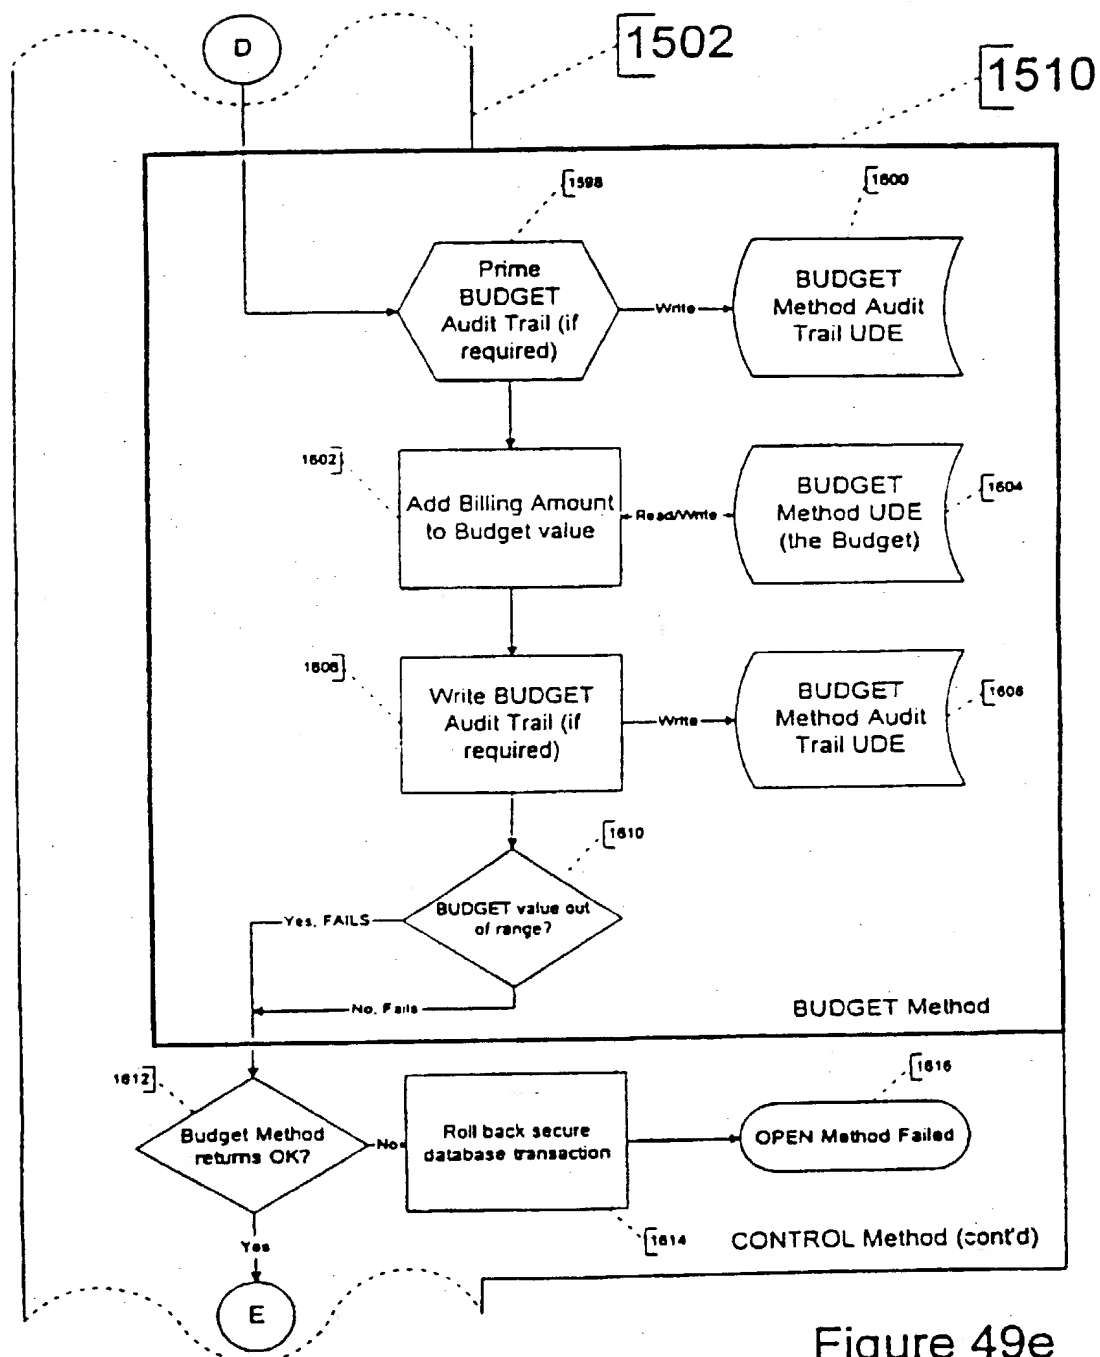 D
1502
1510
1598
1600
Prime
BUDGET
Audit Trail (if
required)
Write
BUDGET
Method Audit
Trail UDE
1602
Add Billing Amount
to Budget value
Read/Write
BUDGET
Method UDE
(the Budget)
1604
1606
Write BUDGET
Audit Trail (if
required)
Write
BUDGET
Method Audit
Trail UDE
1610
BUDGET value out
of range?
Yes, FAILS
No, Fails
BUDGET Method
1612
Budget Method
returns OK?
No
Roll back secure
database transaction
1616
OPEN Method Failed
1614
CONTROL Method (cont'd)
Yes
E
Figure 49e